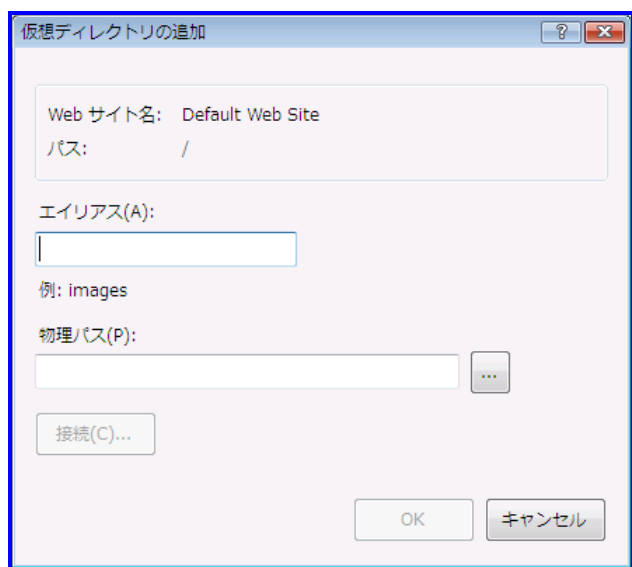 仮想ディレクトリの追加
Web サイト名: Default Web Site
パス: /
エイリアス(A):
例: images
物理パス(P):
...
接続(C)...
OK キャンセル